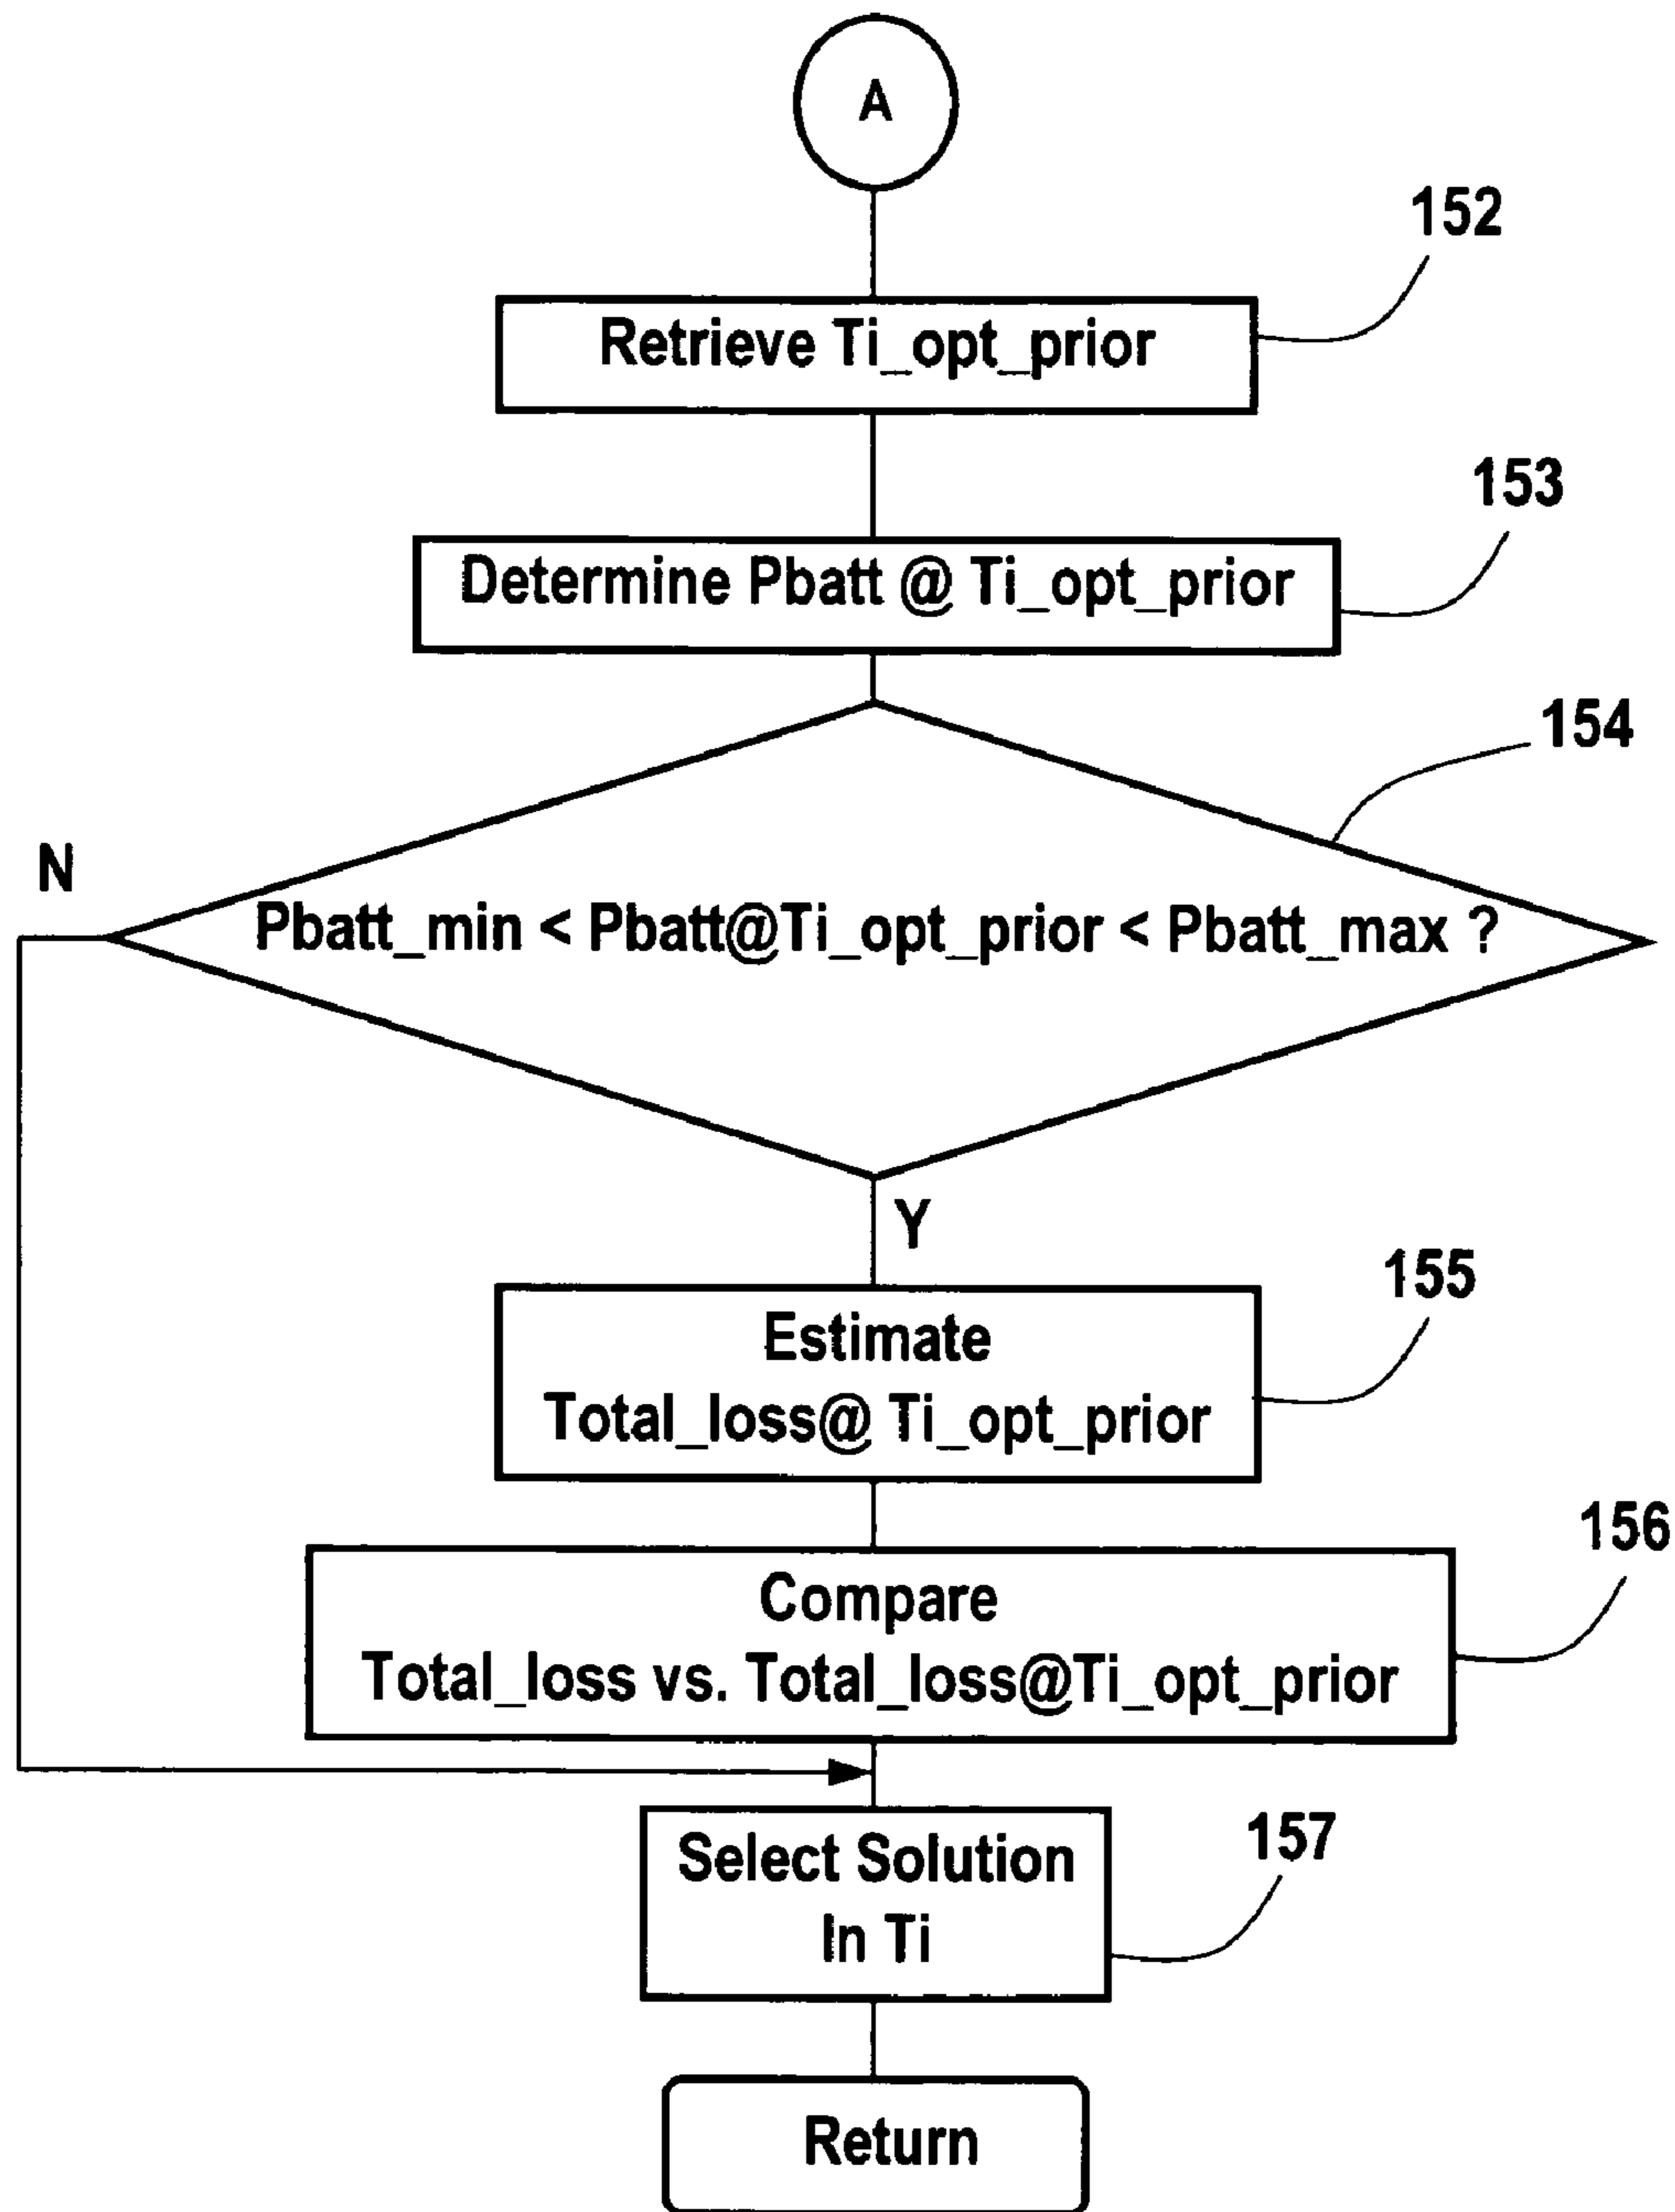 A
152
Retrieve Ti_opt_prior
153
Determine Pbatt @ Ti_opt_prior
154
N
Pbatt_min < Pbatt@Ti_opt_prior < Pbatt_max ?
Y
155
Estimate
Total_loss@ Ti_opt_prior
156
Compare
Total_loss vs. Total_loss@Ti_opt_prior
157
Select Solution
In Ti
Return